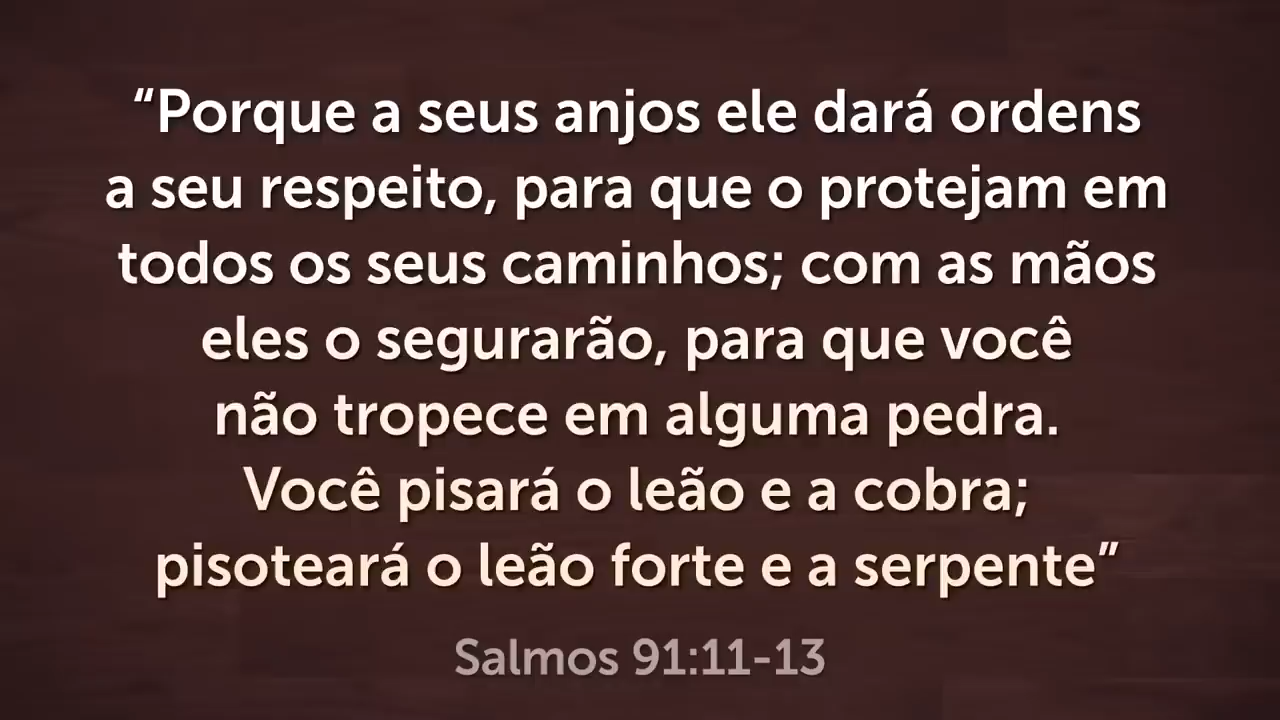 “Porque a seus anjos ele dará ordens
a seu respeito, para que o protejam em
todos os seus caminhos; com as mãos
eles o segurarão, para que você
não tropece em alguma pedra.
Você pisará o leão e a cobra;
pisoteará o leão forte e a serpente”
Salmos 91:11-13